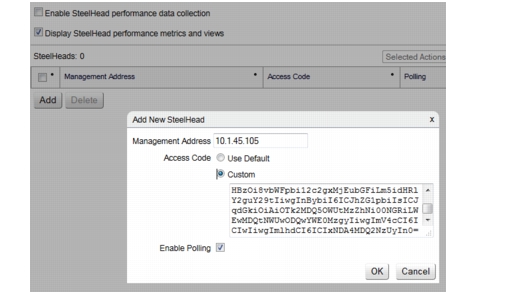 Enable SteelHead performance data collection
Display SteelHead performance metrics and views
SteelHeads: 0
Selected Actions
Management Address
Access Code
Polling
Add
Delete
Add New SteelHead
x
Management Address 10.1.45.105
Access Code
Use Default
Custom
HBzOi8vbWFpbi12c2gxMjEubGFiLm5idHRl
Y2guY29tIiwgInBybiI6ICJhZG1pbiIsICJ
qdGkiOiAiOTk2MDQ5OWUtMzZhNi00NGRiLW
EwMDQtNWUwODQwYWE0MzgyIiwgImV4cCI6I
CIwIiwgImlhdCI6ICIxNDA4MDQ2NzUyIn0=
Enable Polling
OK
Cancel